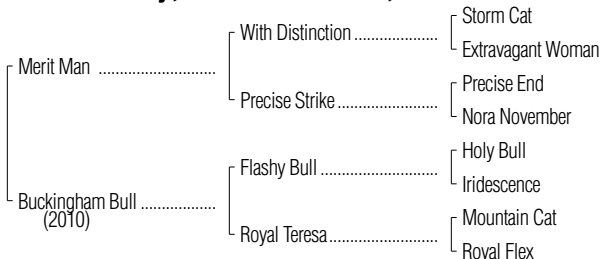 Storm Cat
With Distinction ....................
Extravagant Woman
Merit Man ............................
Precise End
Precise Strike ........................
Nora November
Holy Bull
Flashy Bull ............................
Iridescence
Buckingham Bull ..................
(2010)
Mountain Cat
Royal Teresa ..........................
Royal Flex